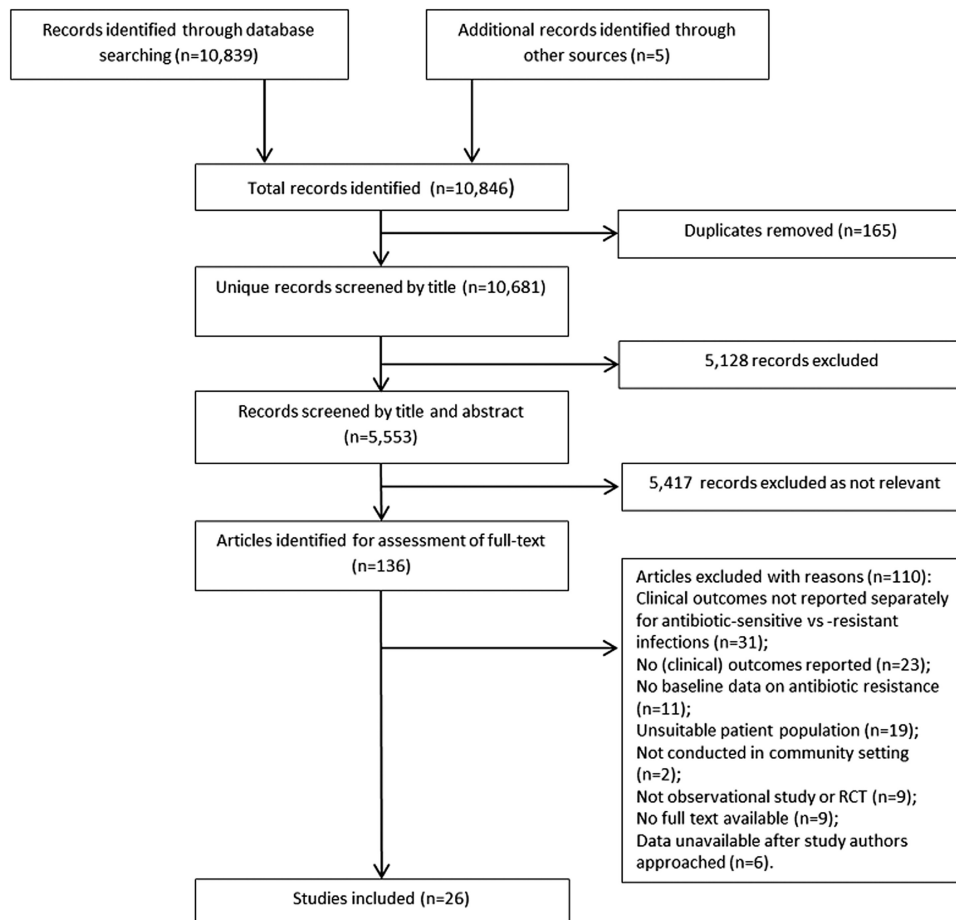 Records identified through database
searching (n=10,839)
Additional records identified through
other sources (n=5)
Total records identified (n=10,846)
Duplicates removed (n=165)
Unique records screened by title (n=10,681)
5,128 records excluded
Records screened by title and abstract
(n=5,553)
5,417 records excluded as not relevant
Articles identified for assessment of full-text
(n=136)
Articles excluded with reasons (n=110):
Clinical outcomes not reported separately
for antibiotic-sensitive vs -resistant
infections (n=31);
No (clinical) outcomes reported (n=23);
No baseline data on antibiotic resistance
(n=11);
Unsuitable patient population (n=19);
Not conducted in community setting
(n=2);
Not observational study or RCT (n=9);
No full text available (n=9);
Data unavailable after study authors
approached (n=6).
Studies included (n=26)